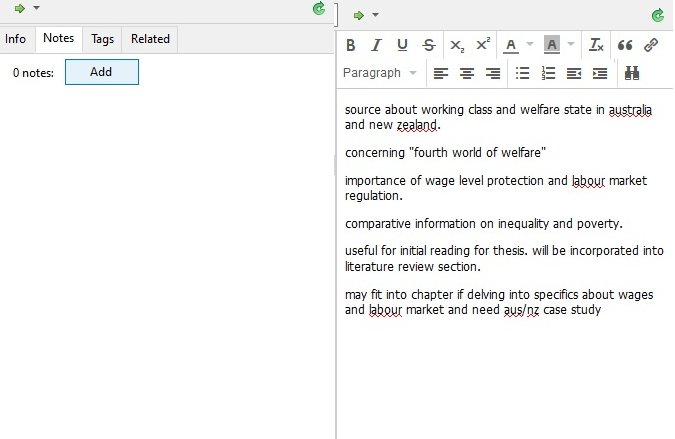 Info Notes Tags Related
0 notes: Add
B I U S X₂ X² A A Tx
Paragraph
source about working class and welfare state in australia
and new zealand.
concerning "fourth world of welfare"
importance of wage level protection and labour market
regulation.
comparative information on inequality and poverty.
useful for initial reading for thesis. will be incorporated into
literature review section.
may fit into chapter if delving into specifics about wages
and labour market and need aus/nz case study